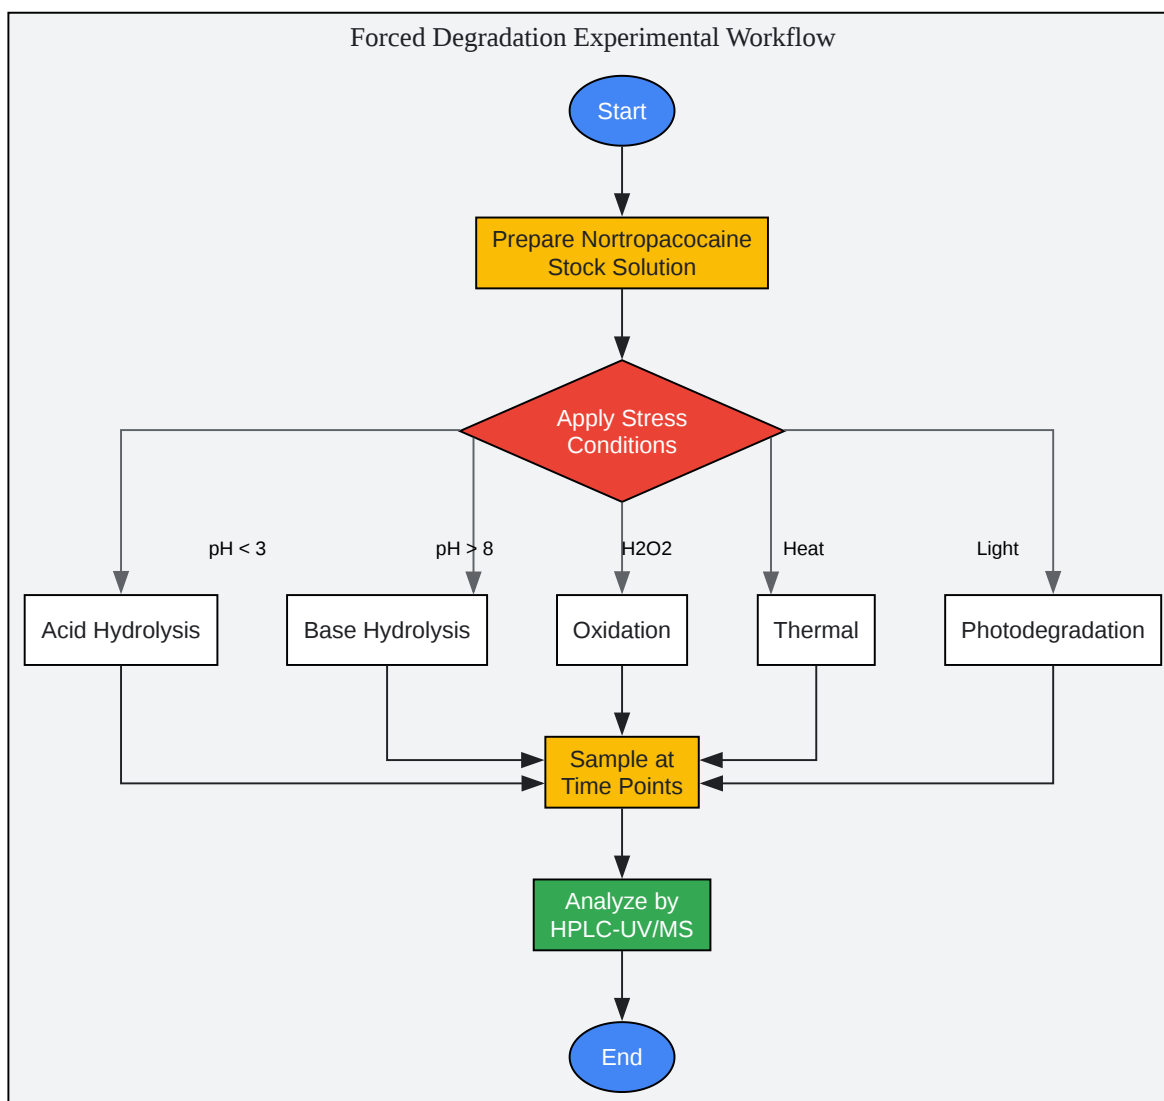 Forced Degradation Experimental Workflow
Start
Prepare Nortropacocaine
Stock Solution
Apply Stress
Conditions
pH < 3
pH > 8
H2O2
Heat
Light
Acid Hydrolysis
Base Hydrolysis
Oxidation
Thermal
Photodegradation
Sample at
Time Points
Analyze by
HPLC-UV/MS
End